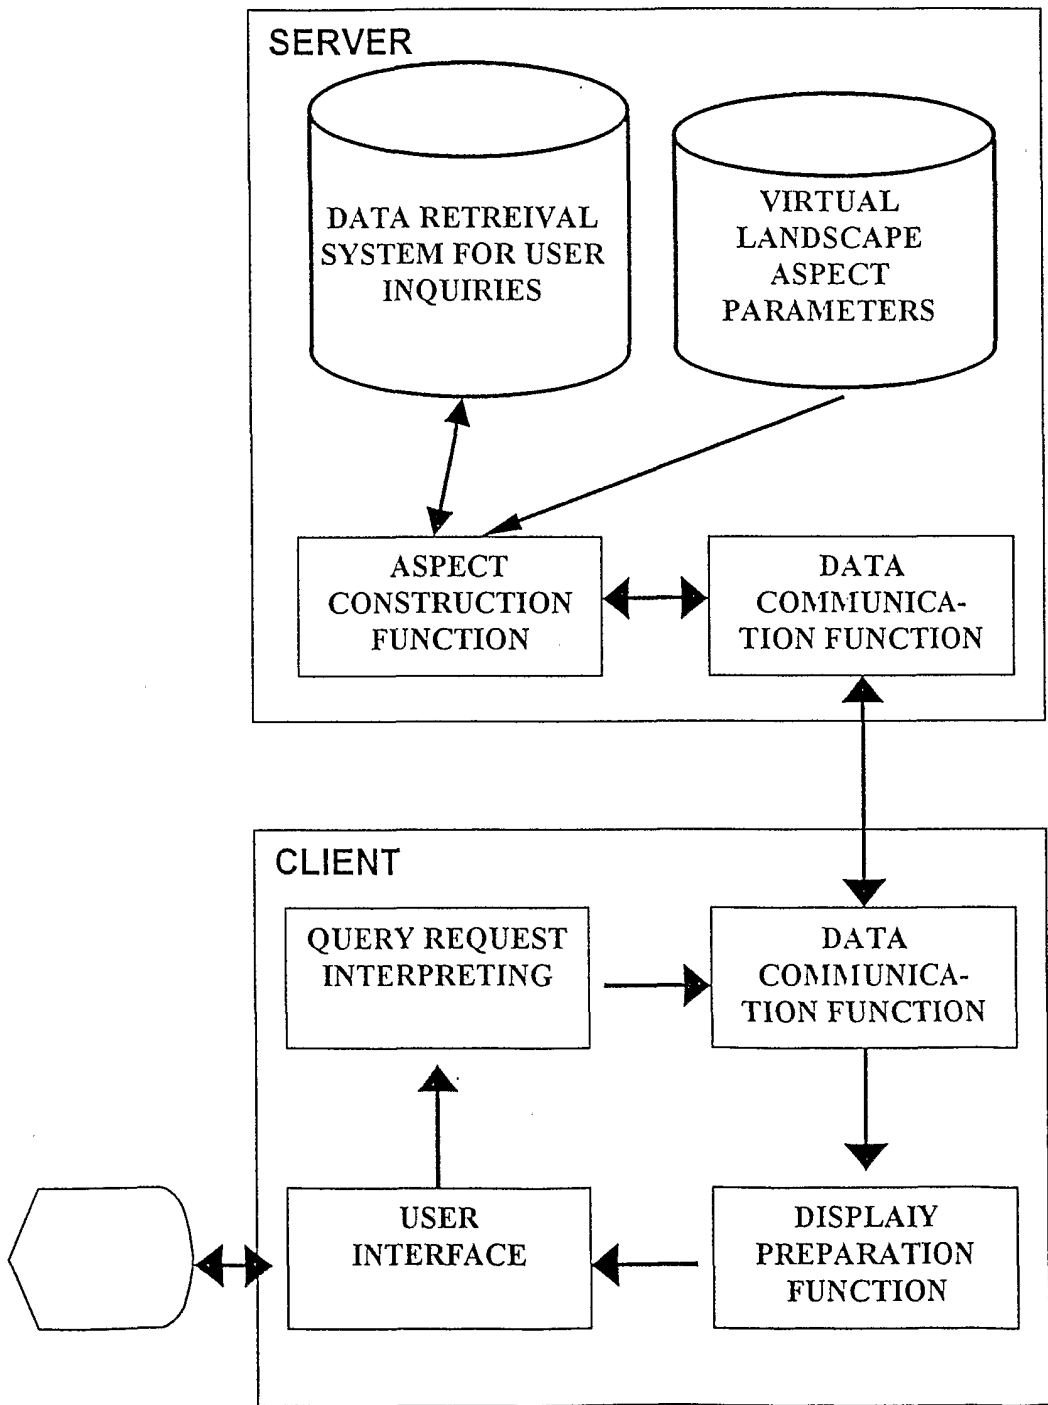 SERVER
DATA RETREIVAL
SYSTEM FOR USER
INQUIRIES
VIRTUAL
LANDSCAPE
ASPECT
PARAMETERS
ASPECT
CONSTRUCTION
FUNCTION
DATA
COMMUNICA-
TION FUNCTION
CLIENT
QUERY REQUEST
INTERPRETING
DATA
COMMUNICA-
TION FUNCTION
USER
INTERFACE
DISPLAIY
PREPARATION
FUNCTION